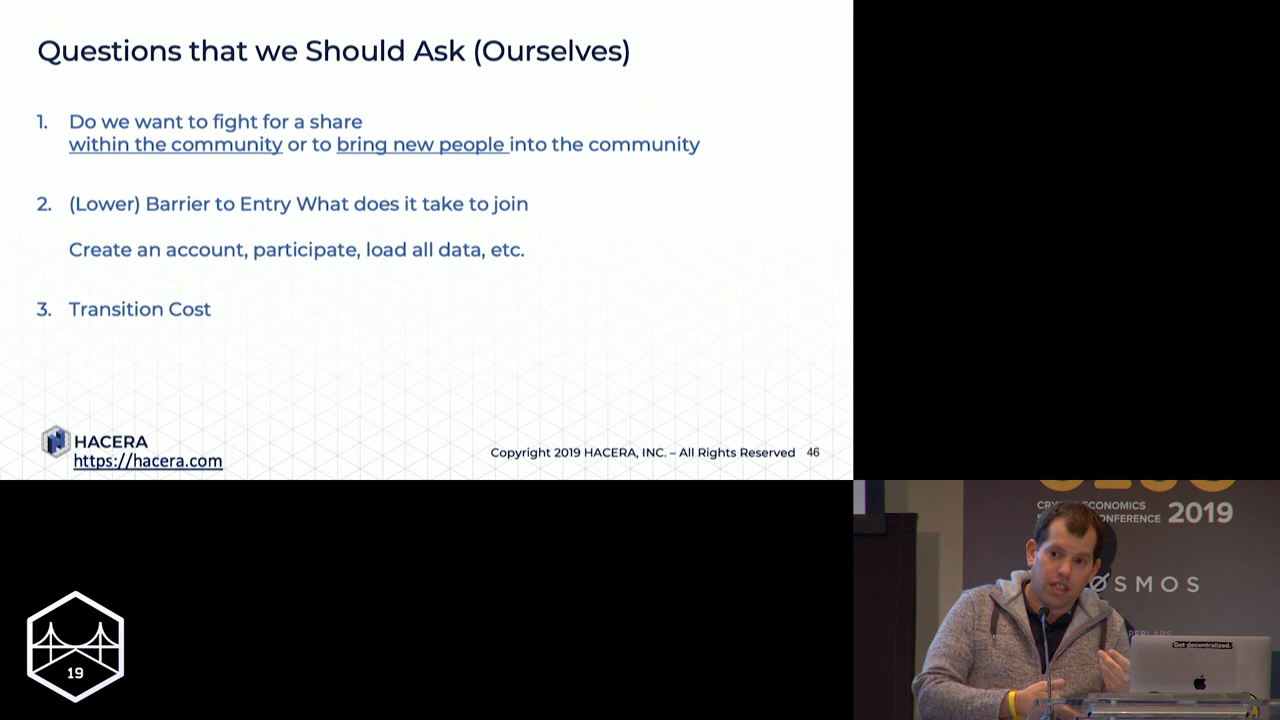 Questions that we Should Ask (Ourselves)
1. Do we want to fight for a share
within the community or to bring new people into the community
2. (Lower) Barrier to Entry What does it take to join
Create an account, participate, load all data, etc.
3. Transition Cost
HACERA
https://hacera.com
Copyright 2019 HACERA, INC. – All Rights Reserved 46
19
2019
ØSMOS
Get decentralized.